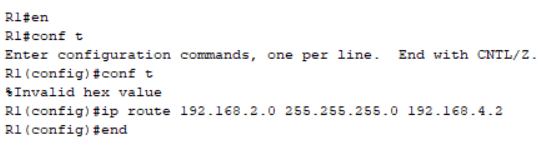 R1#en
R1#conf t
Enter configuration commands, one per line.  End with CNTL/Z.
R1(config)#conf t
%Invalid hex value
R1(config)#ip route 192.168.2.0 255.255.255.0 192.168.4.2
R1(config)#end